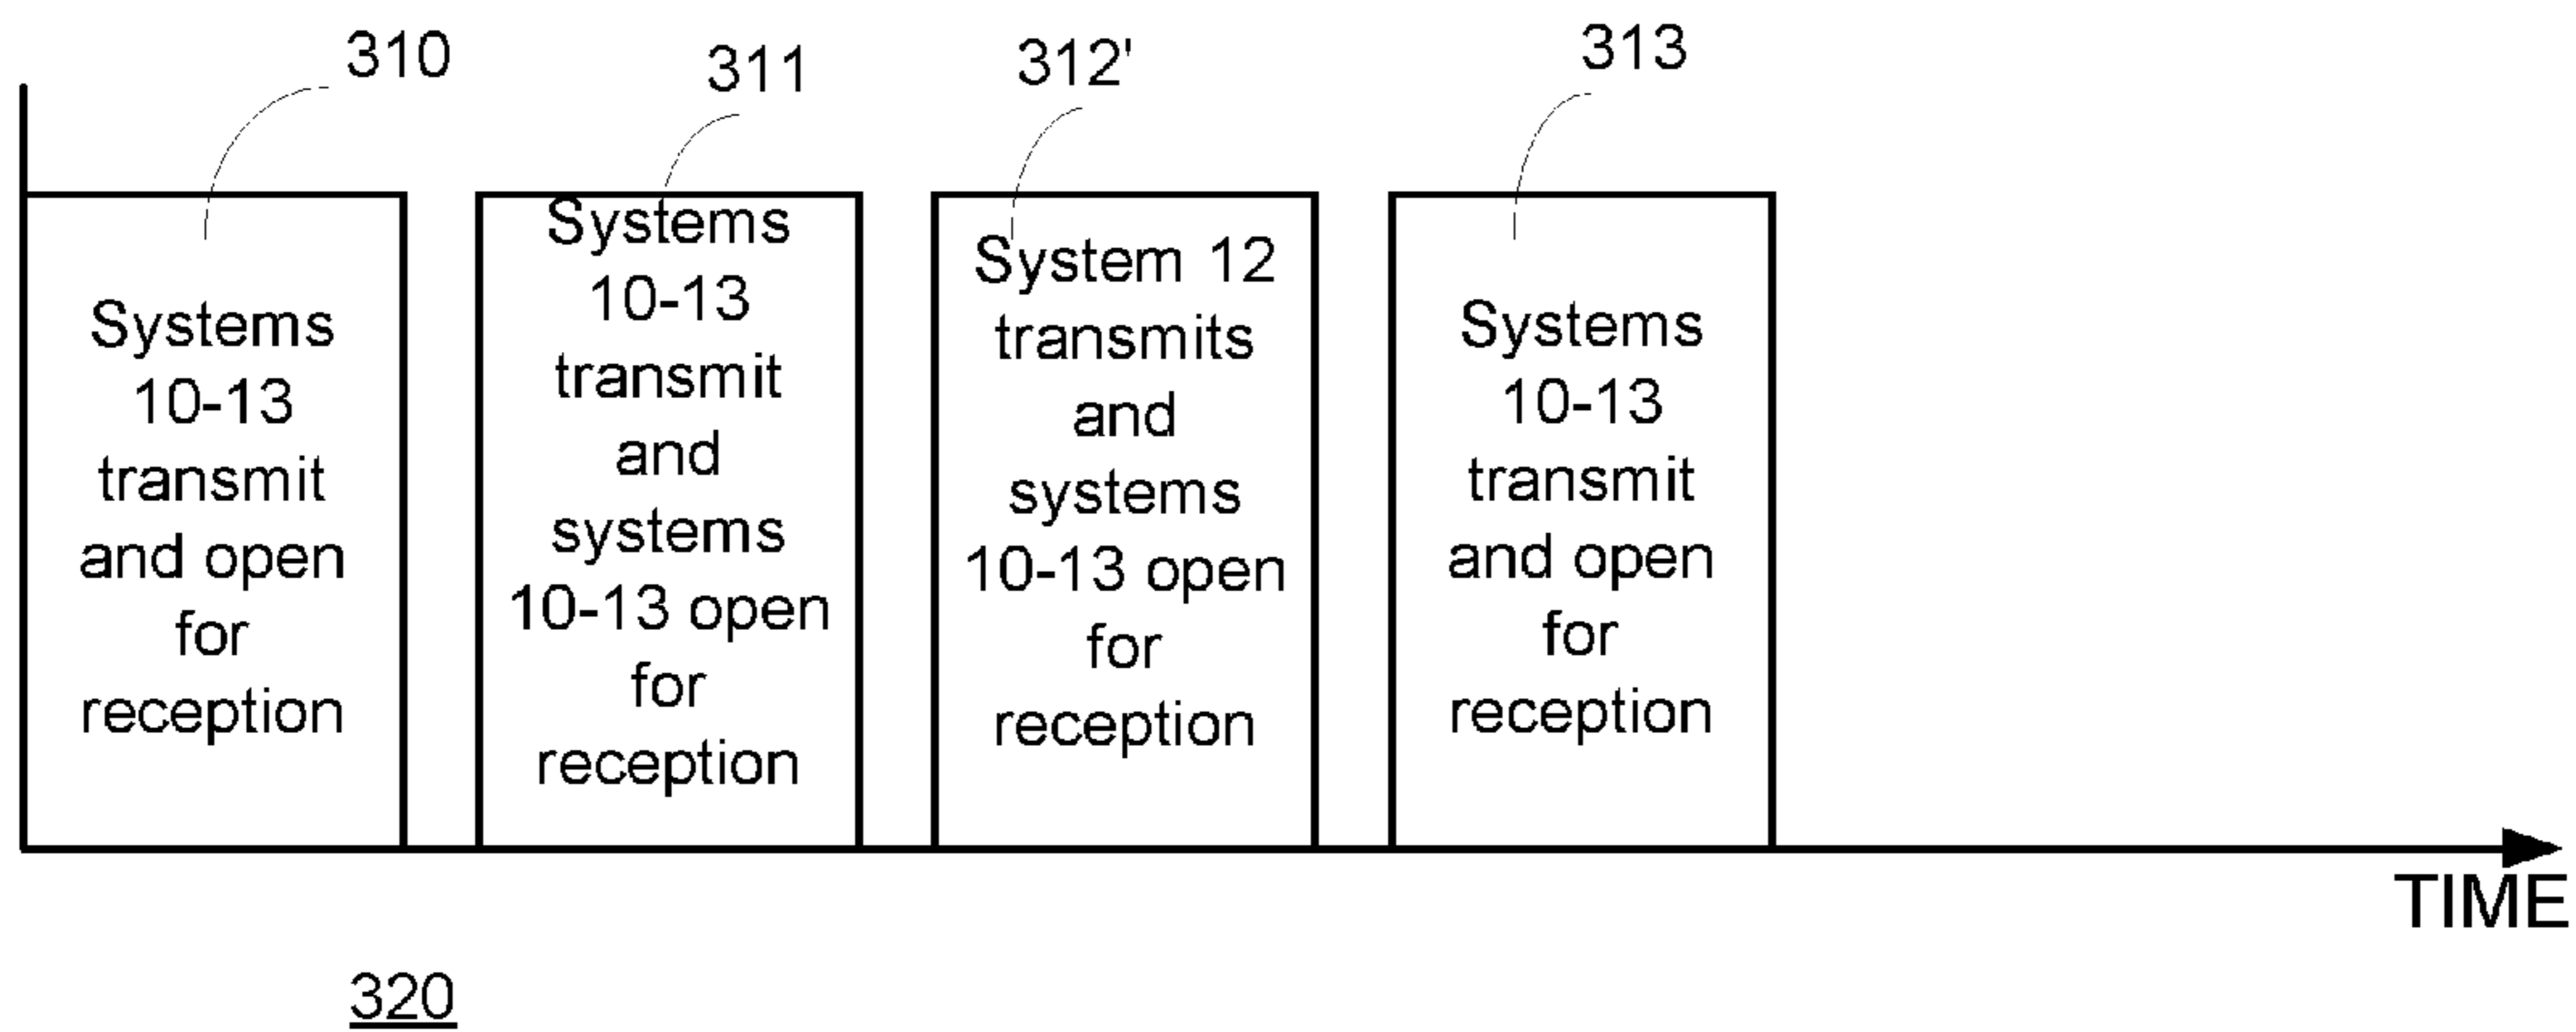 310
311
312'
313
Systems
10-13
transmit
and open
for
reception
Systems
10-13
transmit
and
systems
10-13 open
for
reception
System 12
transmits
and
systems
10-13 open
for
reception
Systems
10-13
transmit
and open
for
reception
TIME
320